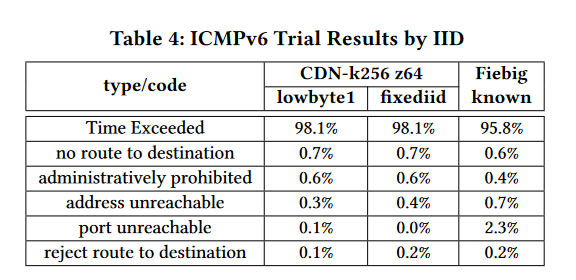 Table 4: ICMPv6 Trial Results by IID
type/code CDN-k256 z64 Fiebig
lowbyte1 fixediid known
Time Exceeded 98.1% 98.1% 95.8%
no route to destination 0.7% 0.7% 0.6%
administratively prohibited 0.6% 0.6% 0.4%
address unreachable 0.3% 0.4% 0.7%
port unreachable 0.1% 0.0% 2.3%
reject route to destination 0.1% 0.2% 0.2%